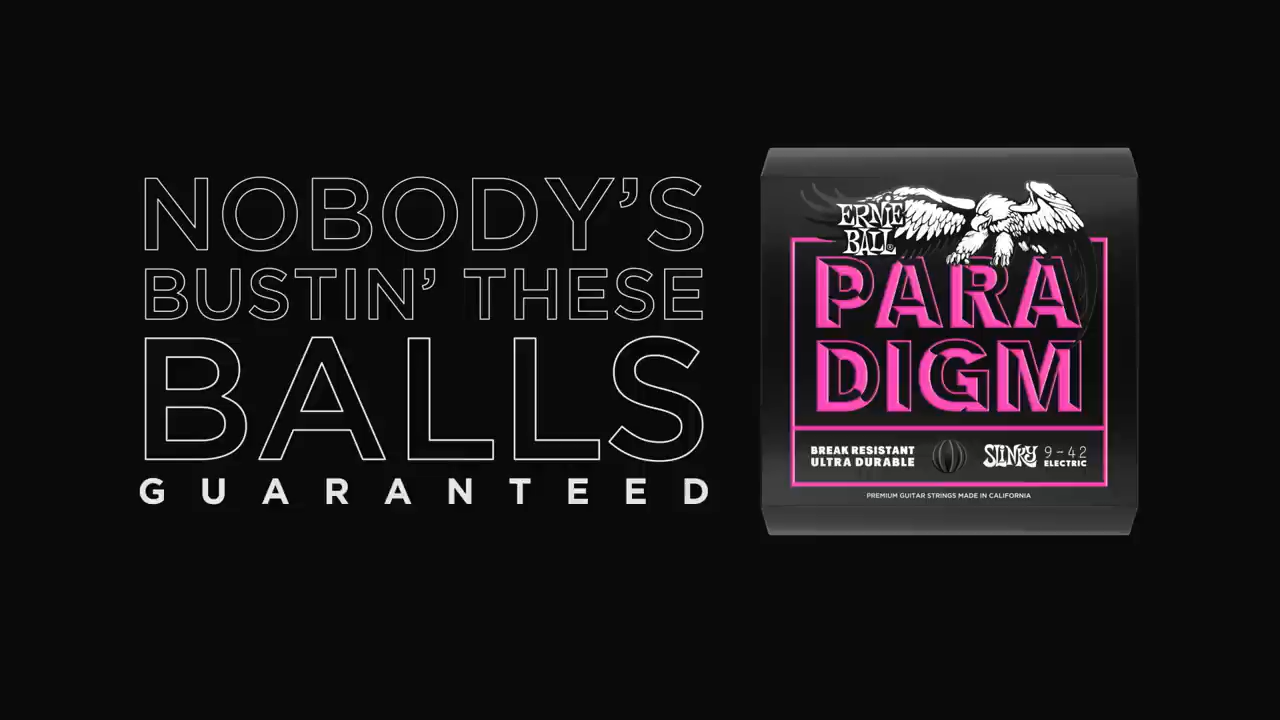 NOBODY'S
BUSTIN' THESE
BALLS
GUARANTEED
ERNIE
BALL®
PARA
DIGM
BREAK RESISTANT
ULTRA DURABLE
SLINKY
9-42
ELECTRIC
PREMIUM GUITAR STRINGS MADE IN CALIFORNIA